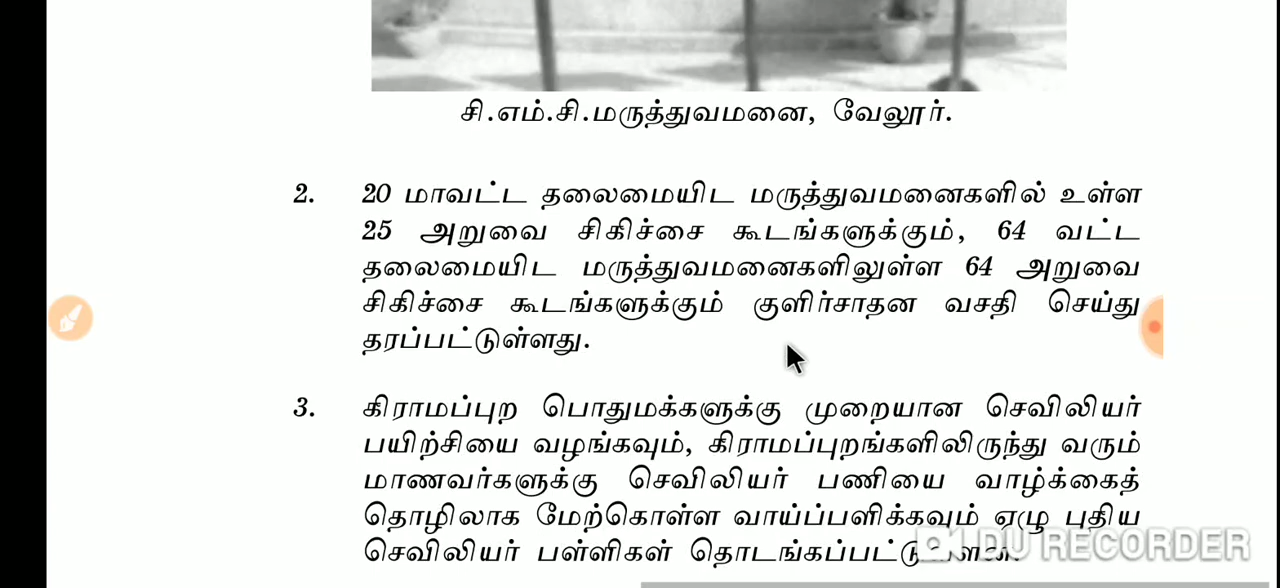 சி.எம்.சி.மருத்துவமனை, வேலூர்.
2. 20 மாவட்ட தலைமையிட மருத்துவமனைகளில் உள்ள
25 அறுவை சிகிச்சை கூடங்களுக்கும், 64 வட்ட
தலைமையிட மருத்துவமனைகளிலுள்ள 64 அறுவை
சிகிச்சை கூடங்களுக்கும் குளிர்சாதன வசதி செய்து
தரப்பட்டுள்ளது.
3. கிராமப்புற பொதுமக்களுக்கு முறையான செவிலியர்
பயிற்சியை வழங்கவும், கிராமப்புறங்களிலிருந்து வரும்
மாணவர்களுக்கு செவிலியர் பணியை வாழ்க்கைத்
தொழிலாக மேற்கொள்ள வாய்ப்பளிக்கவும் ஏழு புதிய
செவிலியர் பள்ளிகள் தொடங்கப்பட்டுள்ளன.
DU RECORDER